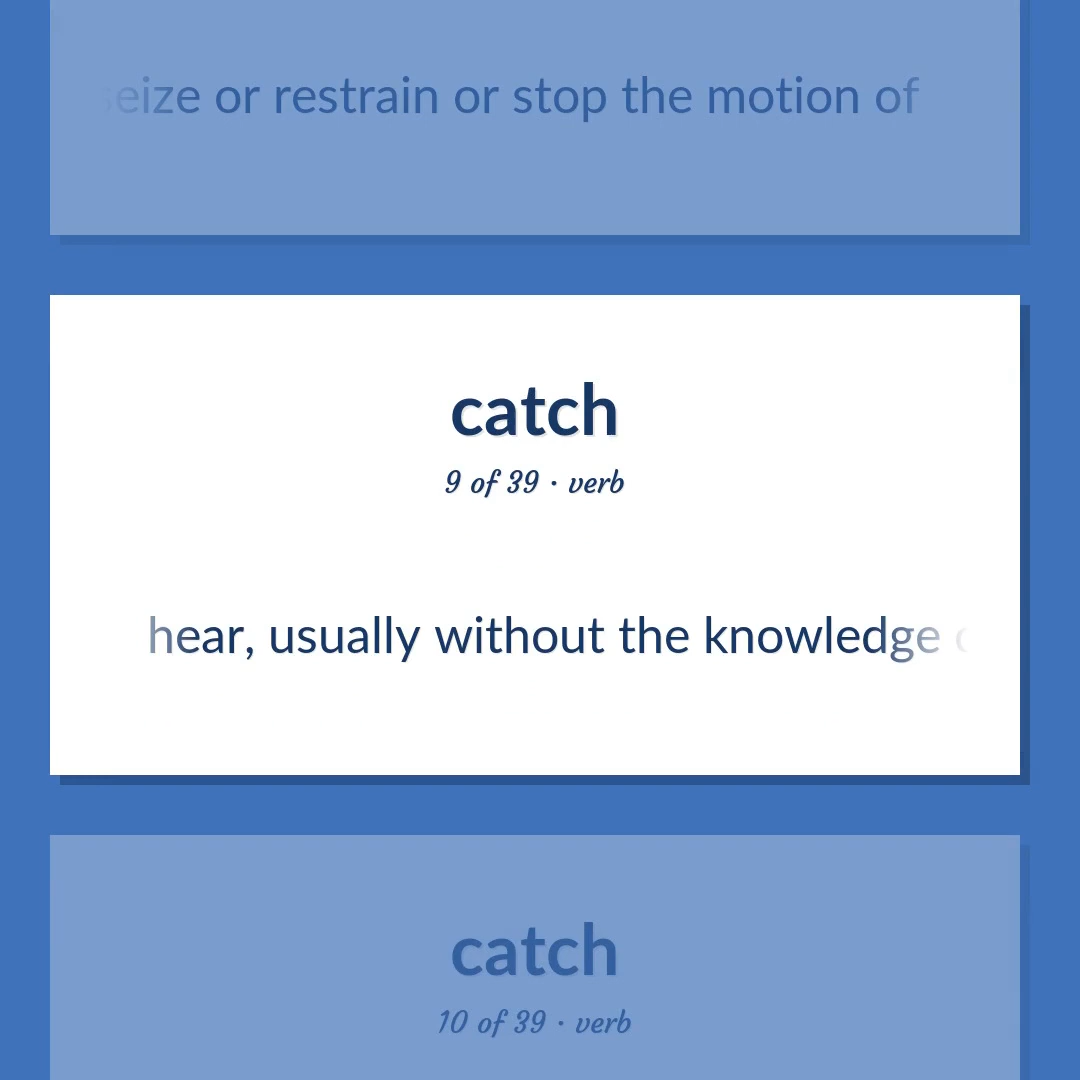 seize or restrain or stop the motion of
catch
9 of 39 · verb
hear, usually without the knowledge
catch
10 of 39 · verb